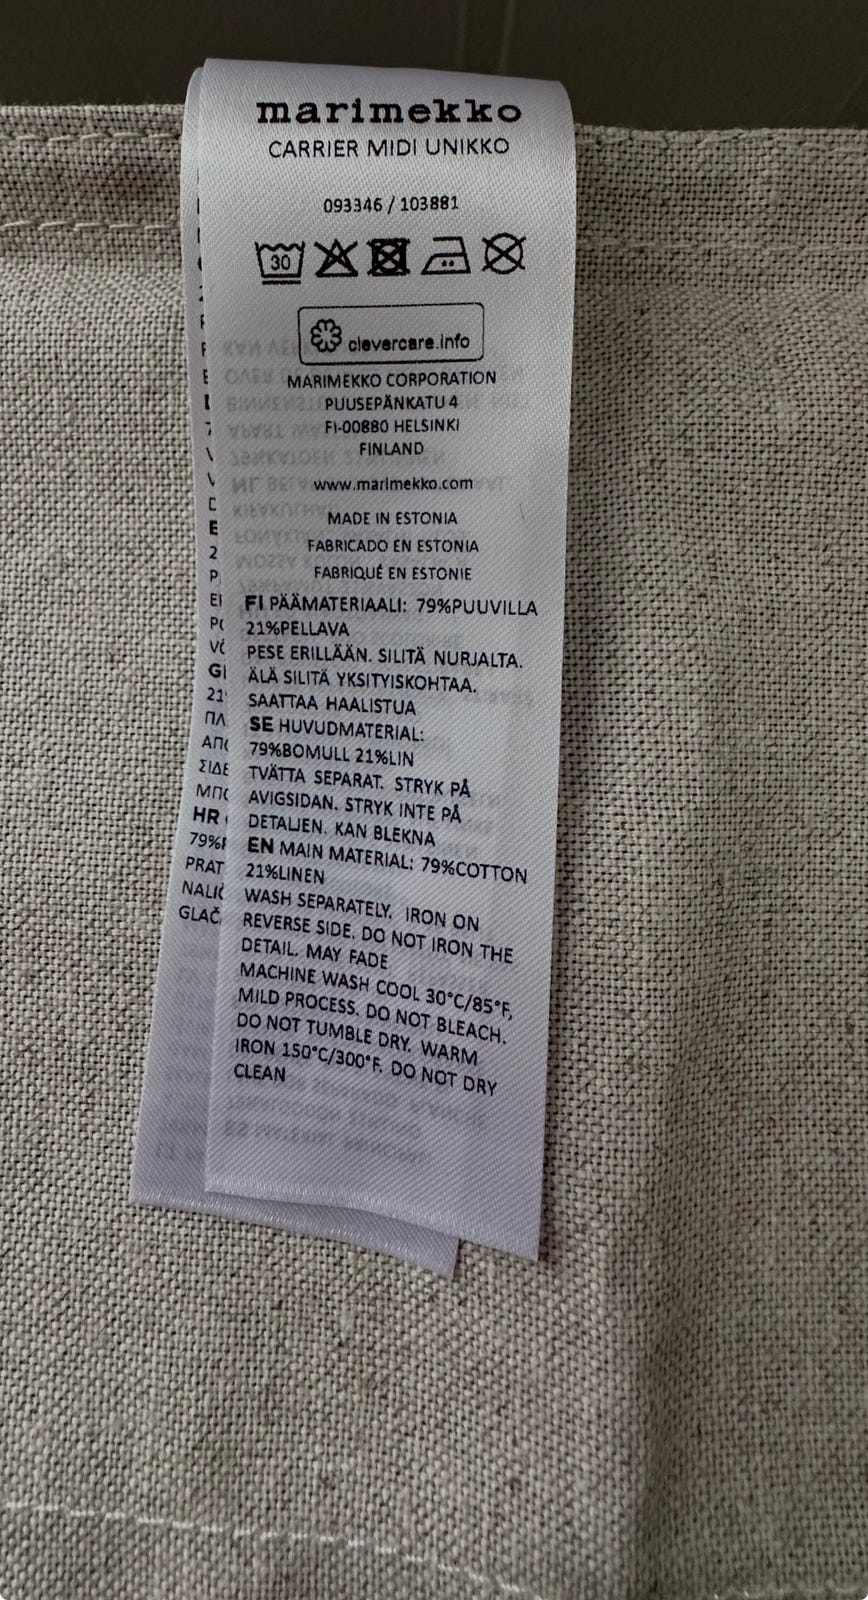 marimekko
CARRIER MIDI UNIKKO
093346 / 103881
30
clevercare.info
MARIMEKKO CORPORATION
PUUSEPÄNKATU 4
FI-00880 HELSINKI
FINLAND
www.marimekko.com
MADE IN ESTONIA
FABRICADO EN ESTONIA
FABRIQUÉ EN ESTONIE
FI PÄÄMATERIAALI: 79%PUUVILLA
21%PELLAVA
PESE ERILLÄÄN. SILITÄ NURJALTA.
ÄLÄ SILITÄ YKSITYISKOHTAA.
SAATTAA HAALISTUA
SE HUVUDMATERIAL:
79%BOMULL 21%LIN
TVÄTTA SEPARAT. STRYK PÅ
AVIGSIDAN. STRYK INTE PÅ
DETALJEN. KAN BLEKNA
EN MAIN MATERIAL: 79%COTTON
21%LINEN
WASH SEPARATELY. IRON ON
REVERSE SIDE. DO NOT IRON THE
DETAIL. MAY FADE
MACHINE WASH COOL 30°C/85°F,
MILD PROCESS. DO NOT BLEACH.
DO NOT TUMBLE DRY. WARM
IRON 150°C/300°F. DO NOT DRY
CLEAN
HR